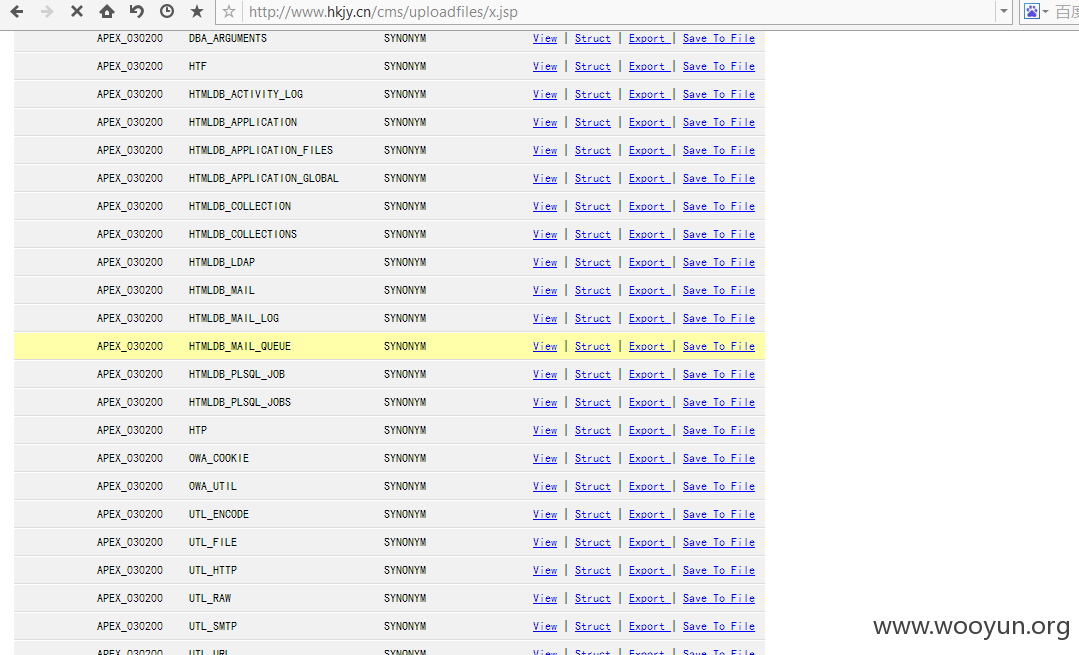 http://www.hkjy.cn/cms/uploadfiles/x.jsp 百度
APEX_030200 DBA_ARGUMENTS SYNONYM View | Struct | Export | Save To File
APEX_030200 HTF SYNONYM View | Struct | Export | Save To File
APEX_030200 HTMLDB_ACTIVITY_LOG SYNONYM View | Struct | Export | Save To File
APEX_030200 HTMLDB_APPLICATION SYNONYM View | Struct | Export | Save To File
APEX_030200 HTMLDB_APPLICATION_FILES SYNONYM View | Struct | Export | Save To File
APEX_030200 HTMLDB_APPLICATION_GLOBAL SYNONYM View | Struct | Export | Save To File
APEX_030200 HTMLDB_COLLECTION SYNONYM View | Struct | Export | Save To File
APEX_030200 HTMLDB_COLLECTIONS SYNONYM View | Struct | Export | Save To File
APEX_030200 HTMLDB_LDAP SYNONYM View | Struct | Export | Save To File
APEX_030200 HTMLDB_MAIL SYNONYM View | Struct | Export | Save To File
APEX_030200 HTMLDB_MAIL_LOG SYNONYM View | Struct | Export | Save To File
APEX_030200 HTMLDB_MAIL_QUEUE SYNONYM View | Struct | Export | Save To File
APEX_030200 HTMLDB_PLSQL_JOB SYNONYM View | Struct | Export | Save To File
APEX_030200 HTMLDB_PLSQL_JOBS SYNONYM View | Struct | Export | Save To File
APEX_030200 HTP SYNONYM View | Struct | Export | Save To File
APEX_030200 OWA_COOKIE SYNONYM View | Struct | Export | Save To File
APEX_030200 OWA_UTIL SYNONYM View | Struct | Export | Save To File
APEX_030200 UTL_ENCODE SYNONYM View | Struct | Export | Save To File
APEX_030200 UTL_FILE SYNONYM View | Struct | Export | Save To File
APEX_030200 UTL_HTTP SYNONYM View | Struct | Export | Save To File
APEX_030200 UTL_RAW SYNONYM View | Struct | Export | Save To File
APEX_030200 UTL_SMTP SYNONYM View | Struct | Export | Save To File
APEX_030200 UTL_URL SYNONYM View | Struct | Export | Save To File
www.wooyun.org